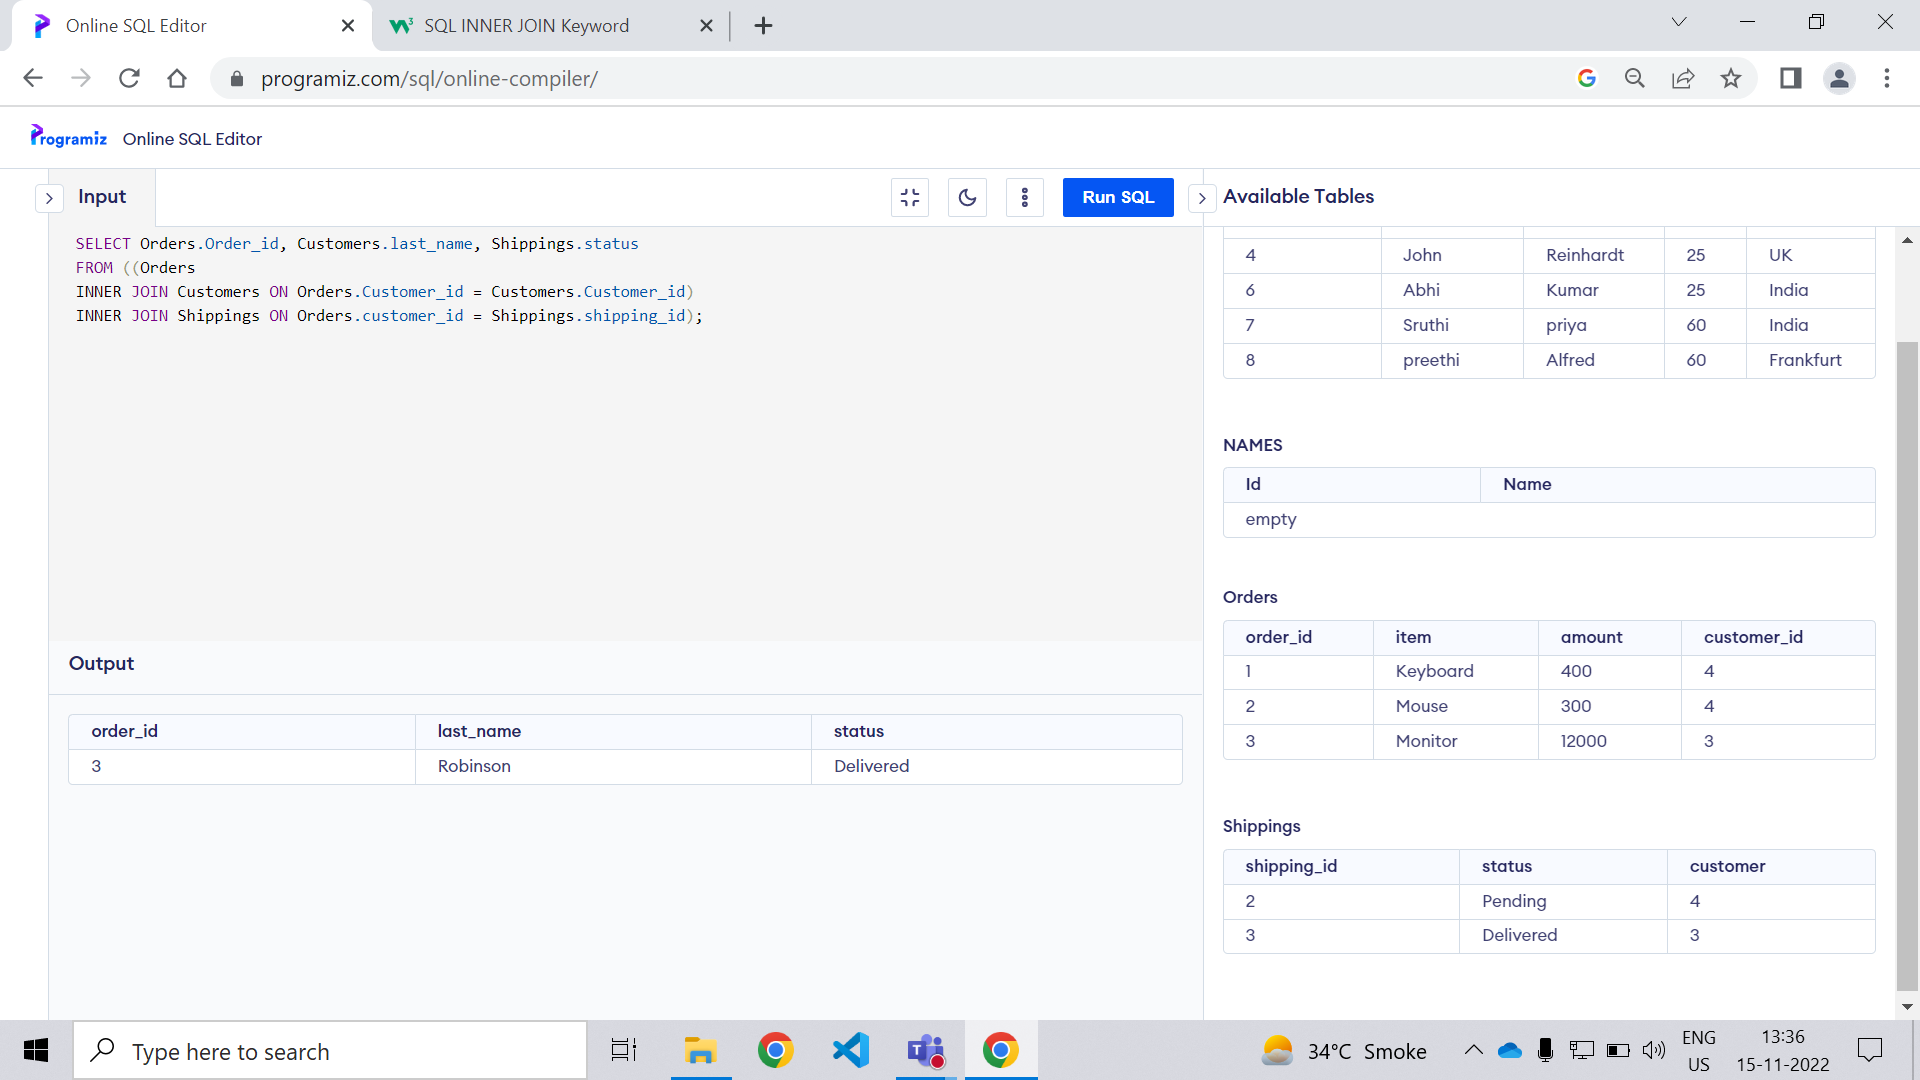 Online SQL Editor
SQL INNER JOIN Keyword
programiz.com/sql/online-compiler/
Programiz Online SQL Editor
Input
Run SQL
SELECT Orders.Order_id, Customers.last_name, Shippings.status
FROM ((Orders
INNER JOIN Customers ON Orders.Customer_id = Customers.Customer_id)
INNER JOIN Shippings ON Orders.customer_id = Shippings.shipping_id);
Output
order_id last_name status
3 Robinson Delivered
Available Tables
4 John Reinhardt 25 UK
6 Abhi Kumar 25 India
7 Sruthi priya 60 India
8 preethi Alfred 60 Frankfurt
NAMES
Id Name
empty
Orders
order_id item amount customer_id
1 Keyboard 400 4
2 Mouse 300 4
3 Monitor 12000 3
Shippings
shipping_id status customer
2 Pending 4
3 Delivered 3
Type here to search
34°C Smoke
ENG
US
13:36
15-11-2022